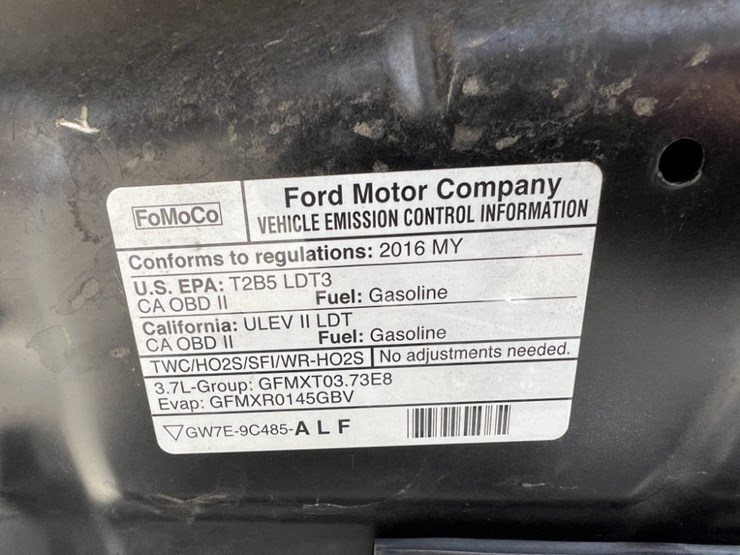 FoMoCo
Ford Motor Company
VEHICLE EMISSION CONTROL INFORMATION
Conforms to regulations: 2016 MY
U.S. EPA: T2B5 LDT3
CA OBD II Fuel: Gasoline
California: ULEV II LDT
CA OBD II Fuel: Gasoline
TWC/HO2S/SFI/WR-HO2S No adjustments needed.
3.7L-Group: GFMXT03.73E8
Evap: GFMXR0145GBV
GW7E-9C485-A L F